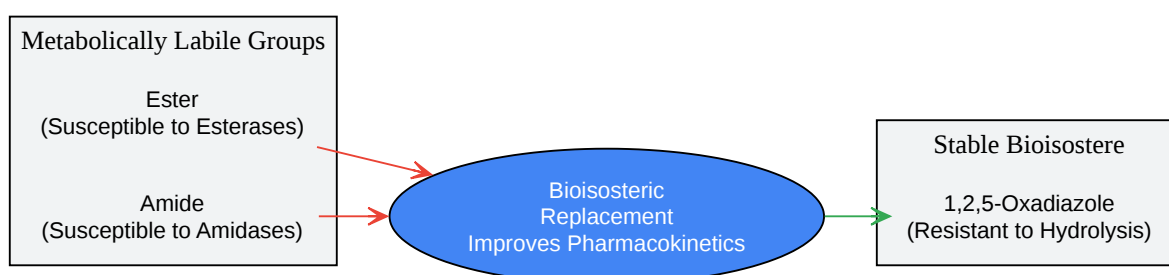 Metabolically Labile Groups
Ester
(Susceptible to Esterases)
Amide
(Susceptible to Amidases)
Bioisosteric
Replacement
Improves Pharmacokinetics
Stable Bioisostere
1,2,5-Oxadiazole
(Resistant to Hydrolysis)